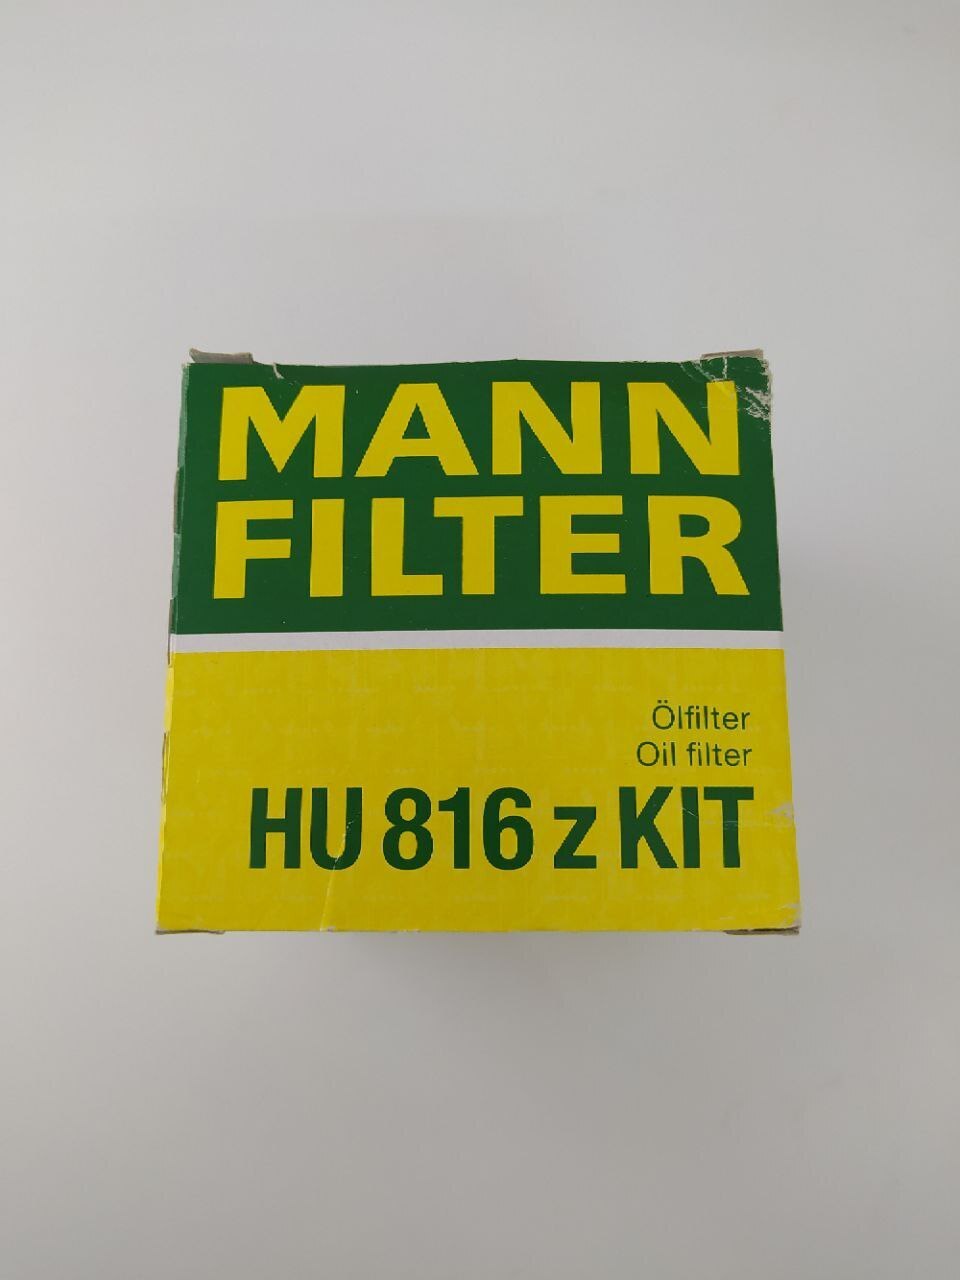 MANN
FILTER
Ölfilter
Oil filter
HU 816 z KIT